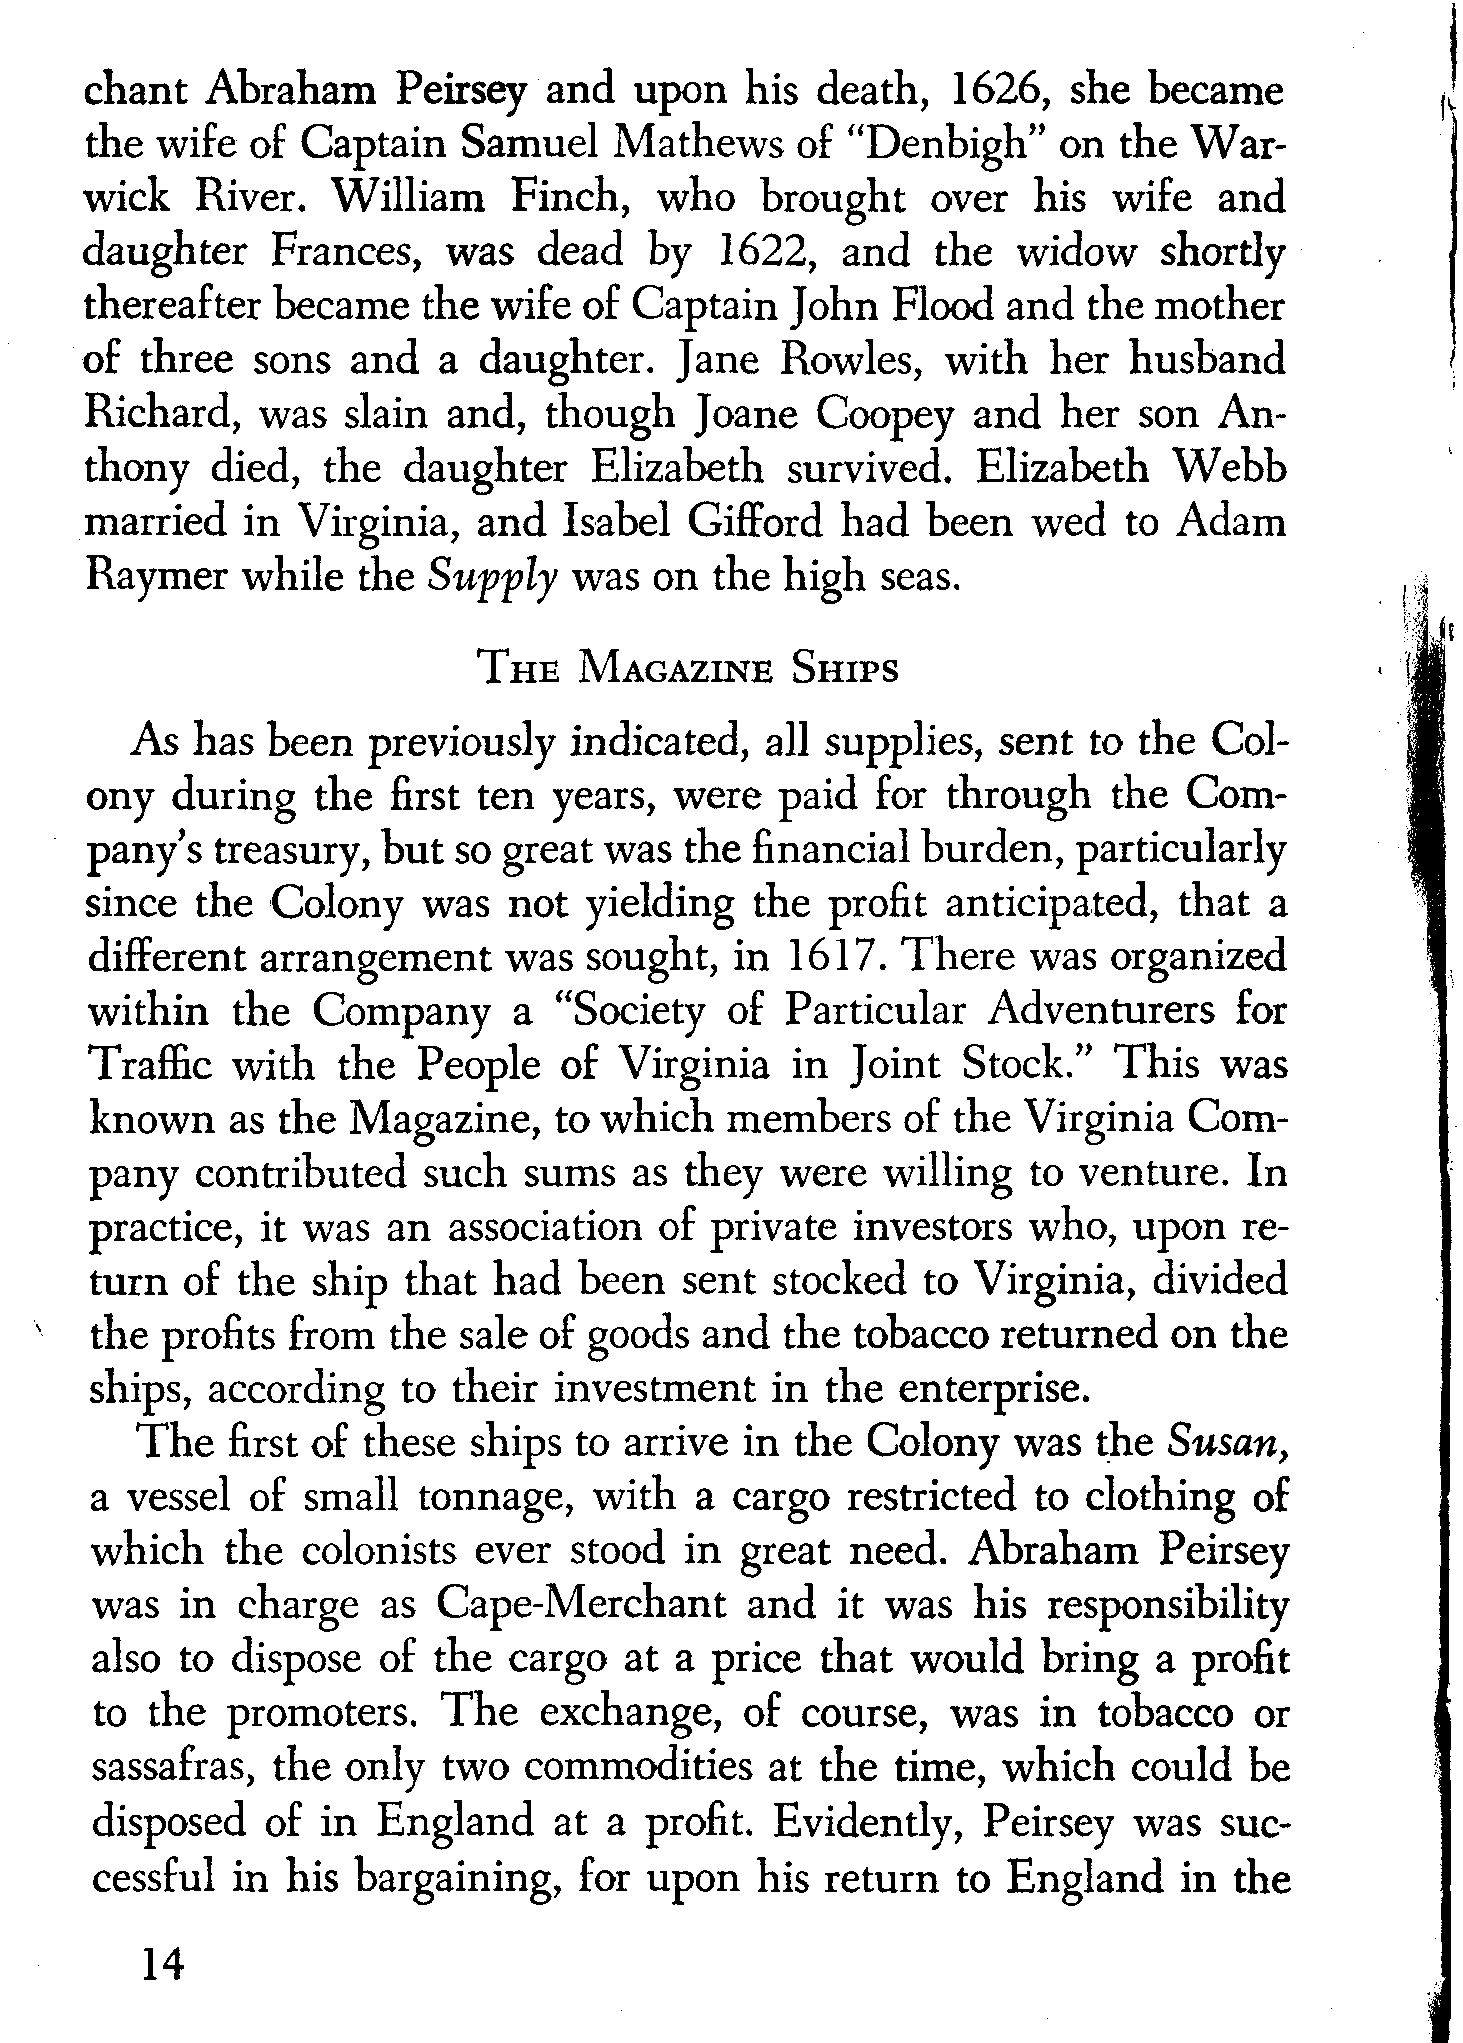 chant Abraham Peirsey and upon his death, 1626, she became
the wife of Captain Samuel Mathews of "Denbigh" on the War-
wick River. William Finch, who brought over his wife and
daughter Frances, was dead by 1622, and the widow shortly
thereafter became the wife of Captain John Flood and the mother
of three sons and a daughter. Jane Rowles, with her husband
Richard, was slain and, though Joane Coopey and her son An-
thony died, the daughter Elizabeth survived. Elizabeth Webb
married in Virginia, and Isabel Gifford had been wed to Adam
Raymer while the Supply was on the high seas.
The Magazine Ships
As has been previously indicated, all supplies, sent to the Col-
ony during the first ten years, were paid for through the Com-
pany's treasury, but so great was the financial burden, particularly
since the Colony was not yielding the profit anticipated, that a
different arrangement was sought, in 1617. There was organized
within the Company a "Society of Particular Adventurers for
Traffic with the People of Virginia in Joint Stock." This was
known as the Magazine, to which members of the Virginia Com-
pany contributed such sums as they were willing to venture. In
practice, it was an association of private investors who, upon re-
turn of the ship that had been sent stocked to Virginia, divided
the profits from the sale of goods and the tobacco returned on the
ships, according to their investment in the enterprise.
The first of these ships to arrive in the Colony was the Susan,
a vessel of small tonnage, with a cargo restricted to clothing of
which the colonists ever stood in great need. Abraham Peirsey
was in charge as Cape-Merchant and it was his responsibility
also to dispose of the cargo at a price that would bring a profit
to the promoters. The exchange, of course, was in tobacco or
sassafras, the only two commodities at the time, which could be
disposed of in England at a profit. Evidently, Peirsey was suc-
cessful in his bargaining, for upon his return to England in the
14